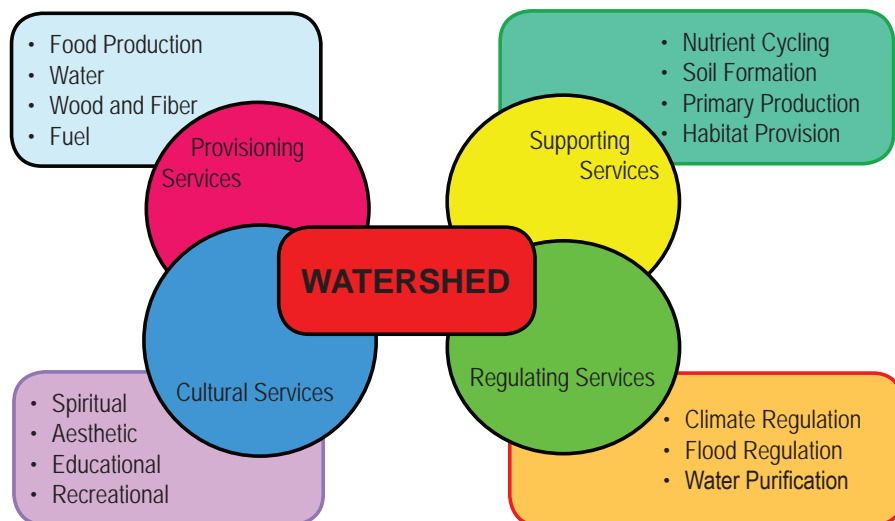 • Food Production
• Water
• Wood and Fiber
• Fuel
Provisioning
Services
• Nutrient Cycling
• Soil Formation
• Primary Production
• Habitat Provision
Supporting
Services
WATERSHED
Cultural Services
• Spiritual
• Aesthetic
• Educational
• Recreational
Regulating Services
• Climate Regulation
• Flood Regulation
• Water Purification